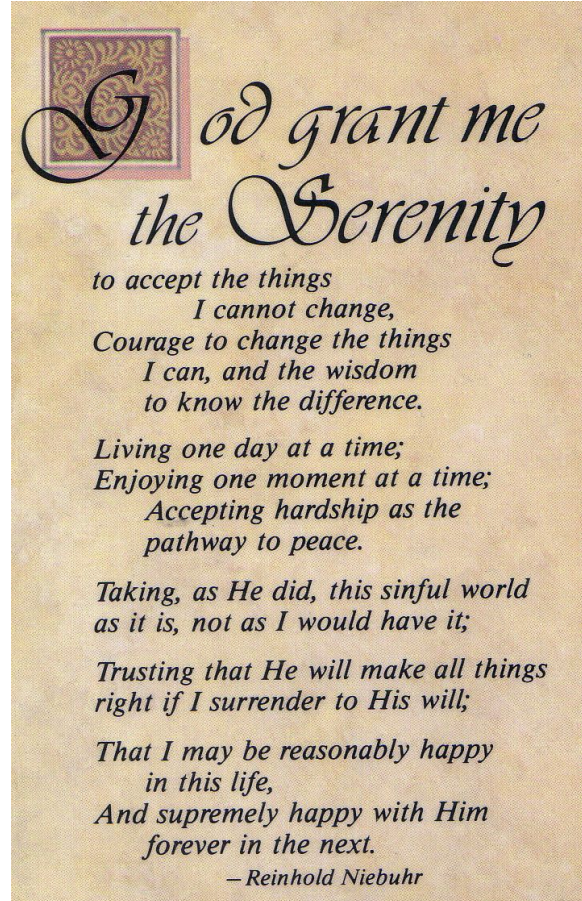 God grant me
the Serenity
to accept the things
I cannot change,
Courage to change the things
I can, and the wisdom
to know the difference.
Living one day at a time;
Enjoying one moment at a time;
Accepting hardship as the
pathway to peace.
Taking, as He did, this sinful world
as it is, not as I would have it;
Trusting that He will make all things
right if I surrender to His will;
That I may be reasonably happy
in this life,
And supremely happy with Him
forever in the next.
– Reinhold Niebuhr